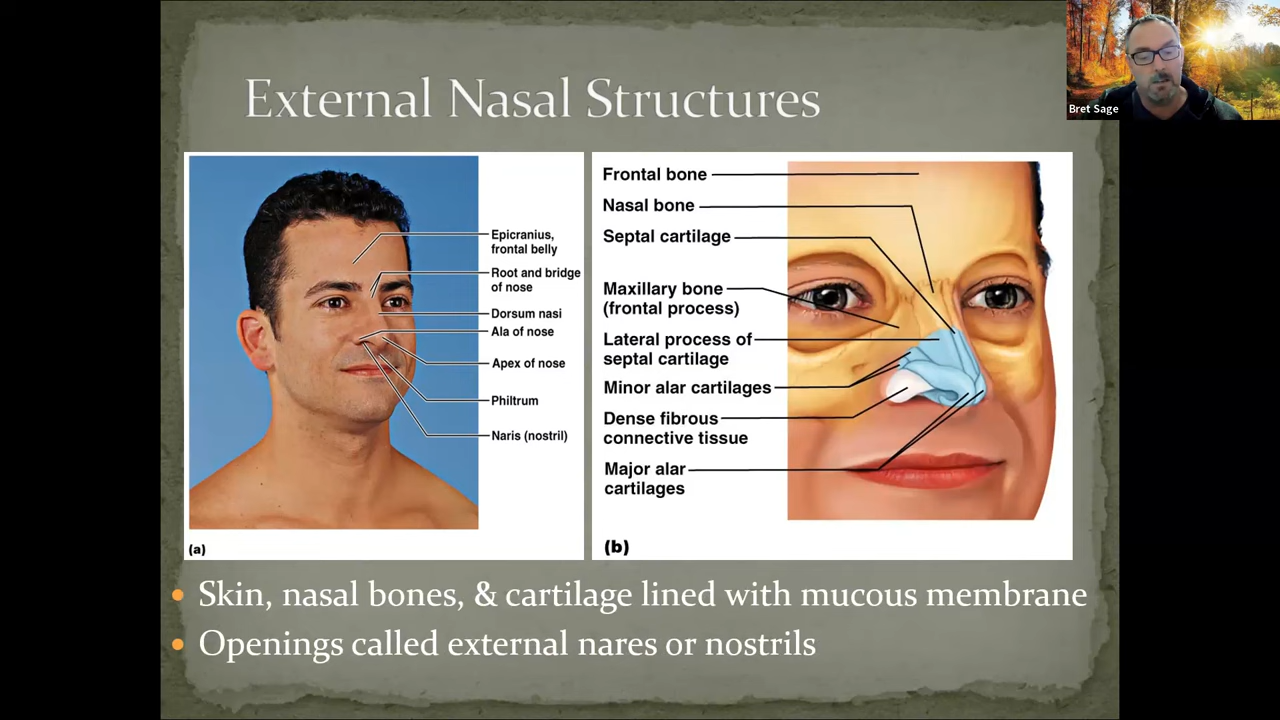 External Nasal Structures
Bret Sage
Epicranius,
frontal belly
Root and bridge
of nose
Dorsum nasi
Ala of nose
Apex of nose
Philtrum
Naris (nostril)
(a)
Frontal bone
Nasal bone
Septal cartilage
Maxillary bone
(frontal process)
Lateral process of
septal cartilage
Minor alar cartilages
Dense fibrous
connective tissue
Major alar
cartilages
(b)
• Skin, nasal bones, & cartilage lined with mucous membrane
• Openings called external nares or nostrils